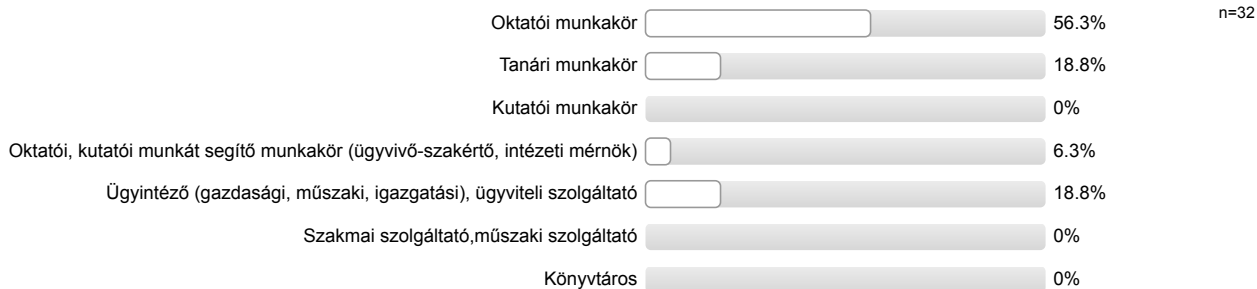 Oktatói munkakör 56.3% n=32
Tanári munkakör 18.8%
Kutatói munkakör 0%
Oktatói, kutatói munkát segítő munkakör (ügyvivő-szakértő, intézeti mérnök) 6.3%
Ügyintéző (gazdasági, műszaki, igazgatási), ügyviteli szolgáltató 18.8%
Szakmai szolgáltató,műszaki szolgáltató 0%
Könyvtáros 0%